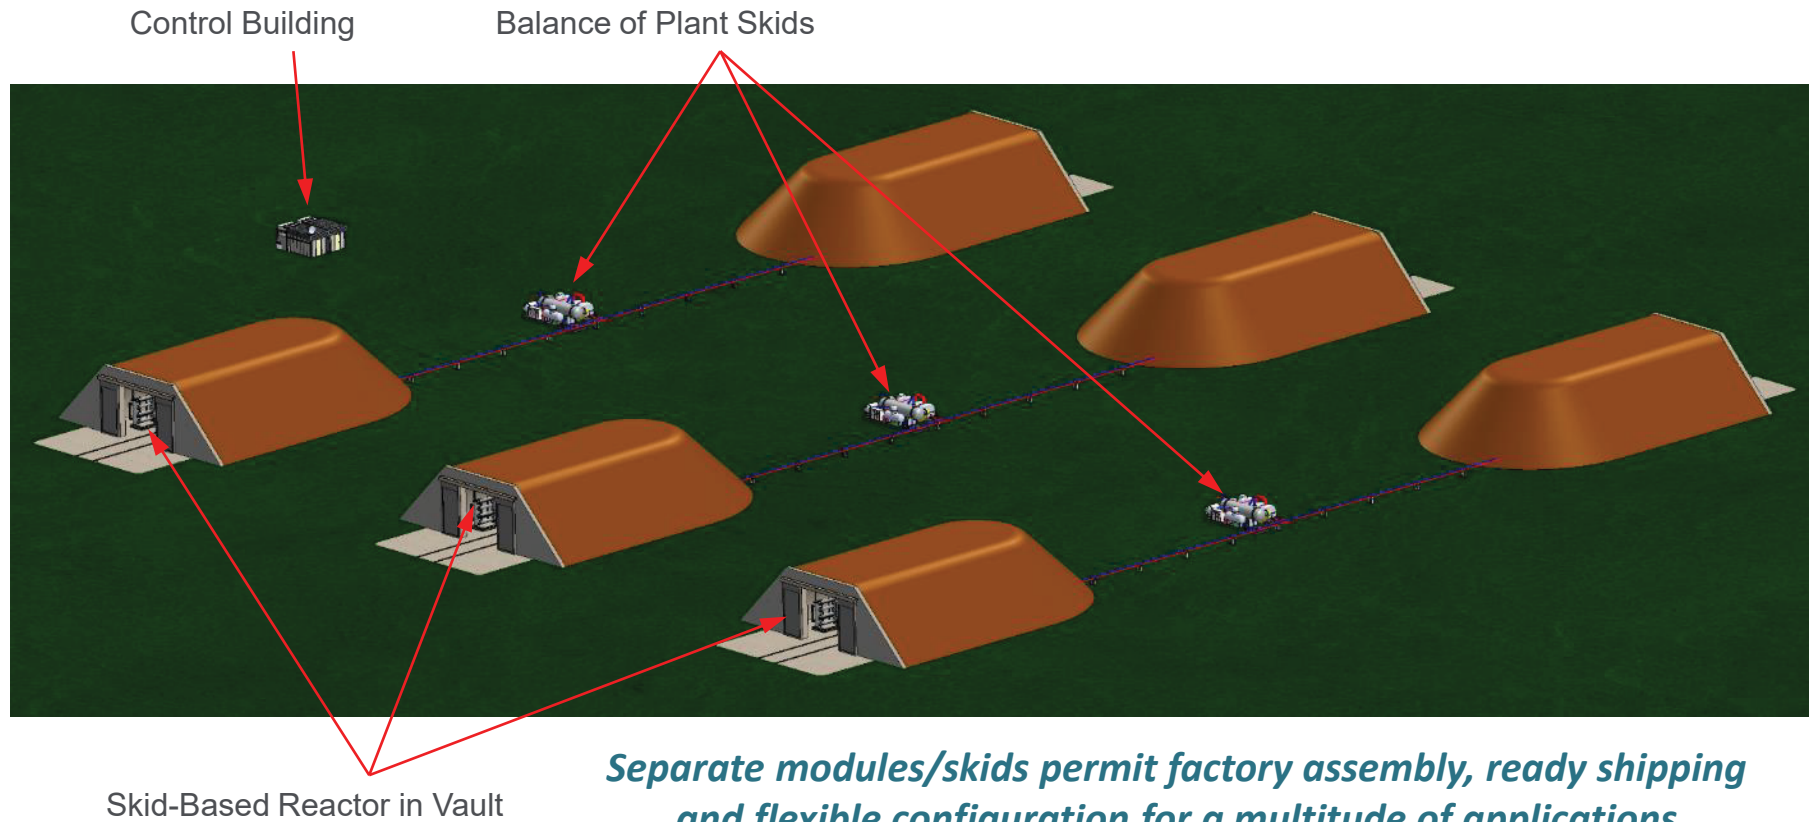 Control Building
Balance of Plant Skids
Skid-Based Reactor in Vault
Separate modules/skids permit factory assembly, ready shipping
and flexible configuration for a multitude of applications